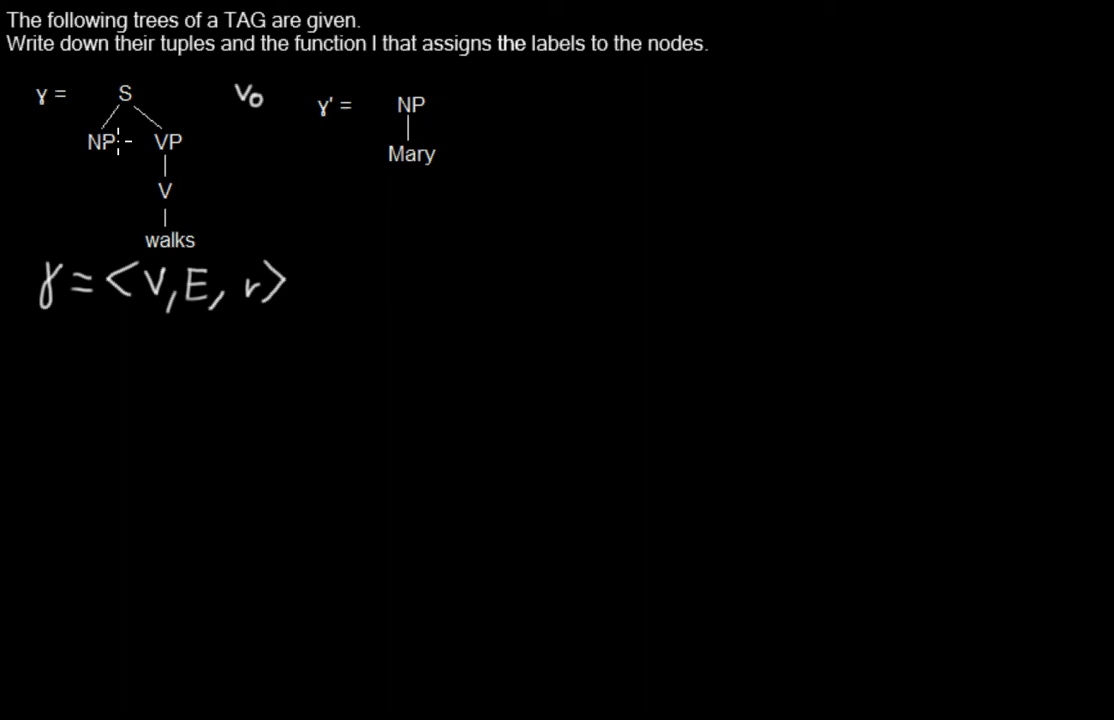 The following trees of a TAG are given.
Write down their tuples and the function l that assigns the labels to the nodes.
γ = S V₀ γ' = NP
NP VP Mary
V
walks
γ = <V, E, r>